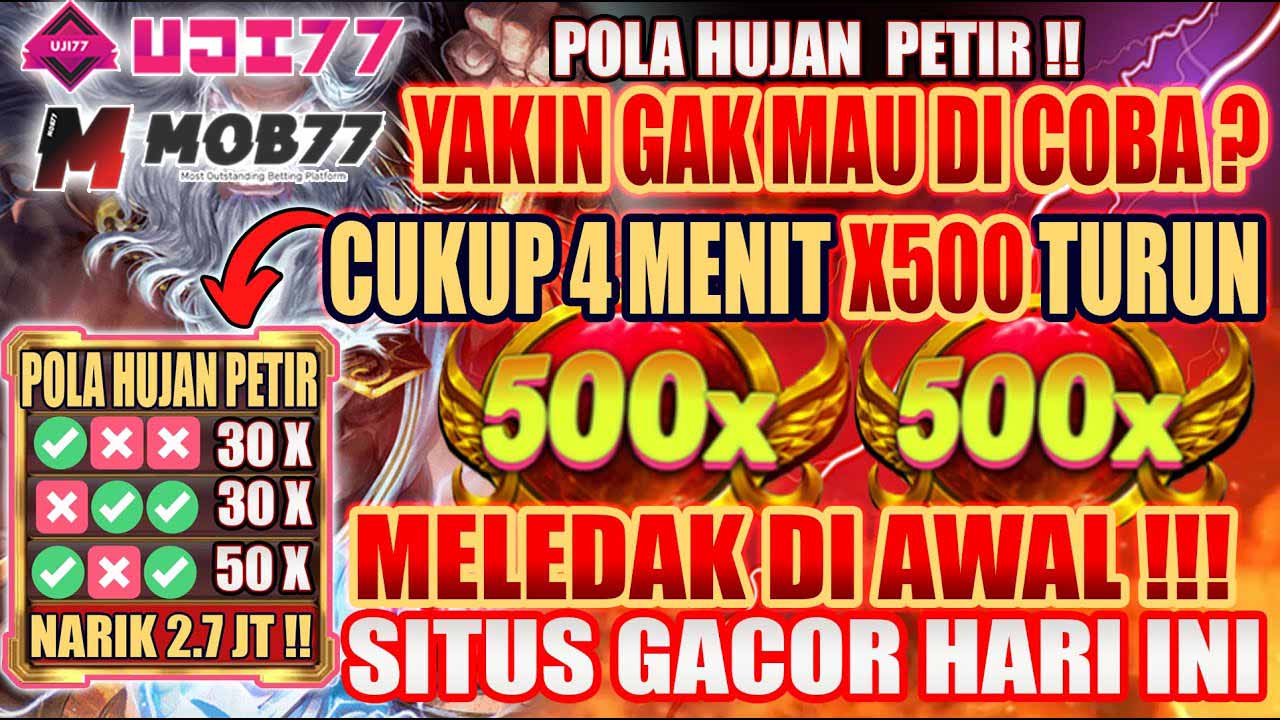 UJI77
UJI77
MOB77
MOB77
Most Outstanding Betting Platform
POLA HUJAN PETIR !!
YAKIN GAK MAU DI COBA ?
CUKUP 4 MENIT X500 TURUN
500x 500x
POLA HUJAN PETIR
30 X
30 X
50 X
NARIK 2.7 JT !!
MELEDAK DI AWAL !!!
SITUS GACOR HARI INI